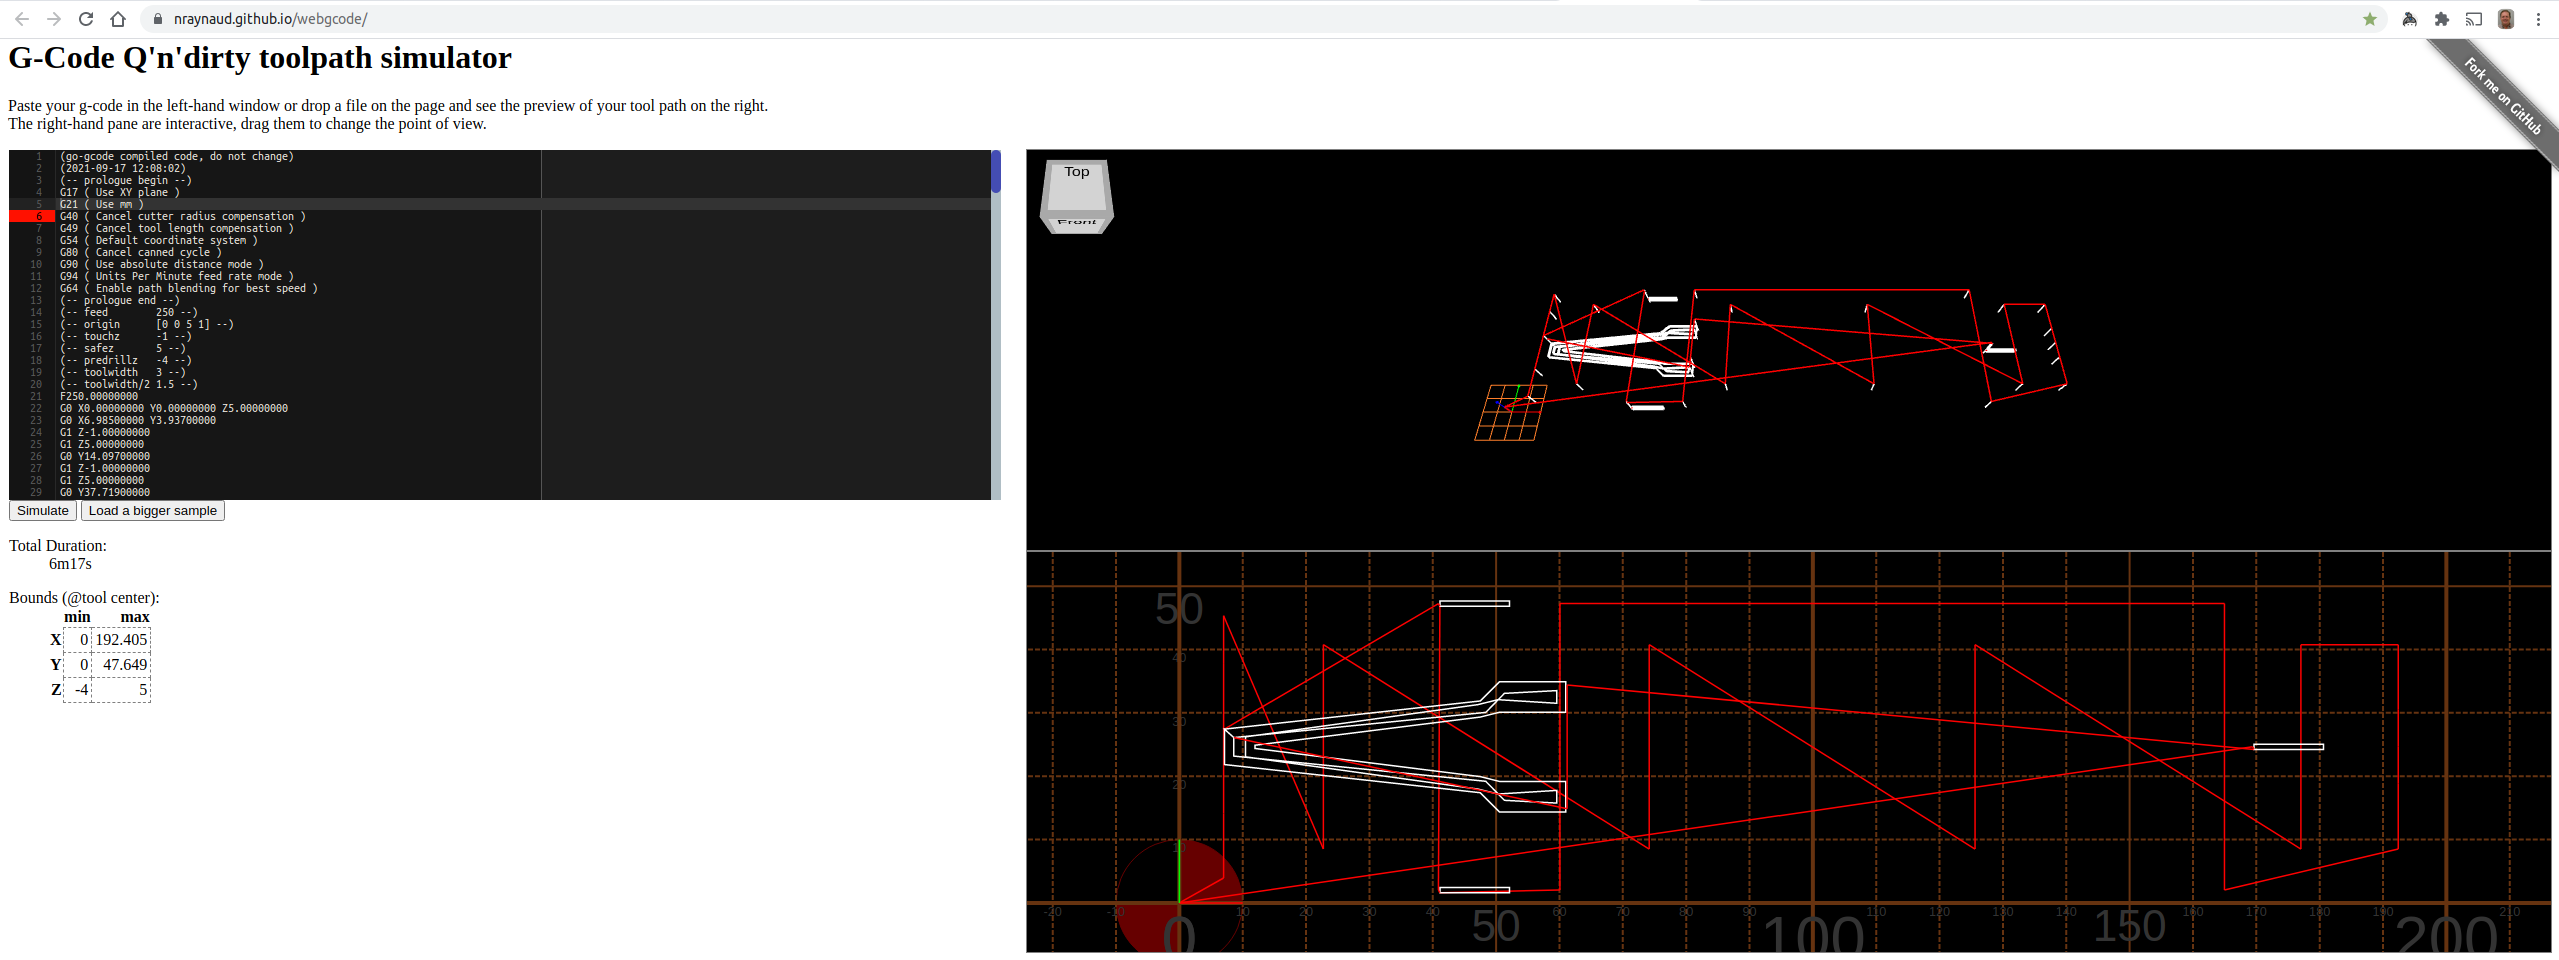 nraynaud.github.io/webgcode/
G-Code Q'n'dirty toolpath simulator
Fork me on GitHub
Paste your g-code in the left-hand window or drop a file on the page and see the preview of your tool path on the right.
The right-hand pane are interactive, drag them to change the point of view.
1 (go-gcode compiled code, do not change)
2 (2021-09-17 12:08:02)
3 (-- prologue begin --)
4 G17 ( Use XY plane )
5 G21 ( Use mm )
6 G40 ( Cancel cutter radius compensation )
7 G49 ( Cancel tool length compensation )
8 G54 ( Default coordinate system )
9 G80 ( Cancel canned cycle )
10 G90 ( Use absolute distance mode )
11 G94 ( Units Per Minute feed rate mode )
12 G64 ( Enable path blending for best speed )
13 (-- prologue end --)
14 (-- feed 250 --)
15 (-- origin [0 0 5 1] --)
16 (-- touchz -1 --)
17 (-- safez 5 --)
18 (-- predrillz -4 --)
19 (-- toolwidth 3 --)
20 (-- toolwidth/2 1.5 --)
21 F250.00000000
22 G0 X0.00000000 Y0.00000000 Z5.00000000
23 G0 X6.98500000 Y3.93700000
24 G1 Z-1.00000000
25 G1 Z5.00000000
26 G0 Y14.09700000
27 G1 Z-1.00000000
28 G1 Z5.00000000
29 G0 Y37.71900000
Simulate Load a bigger sample
Total Duration:
6m17s
Bounds (@tool center):
min max
X 0 192.405
Y 0 47.649
Z -4 5
Top
Front
50
40
30
20
10
-20 -10 10 20 30 40 60 70 80 90 110 120 130 140 160 170 180 190 210
0 50 100 150 200